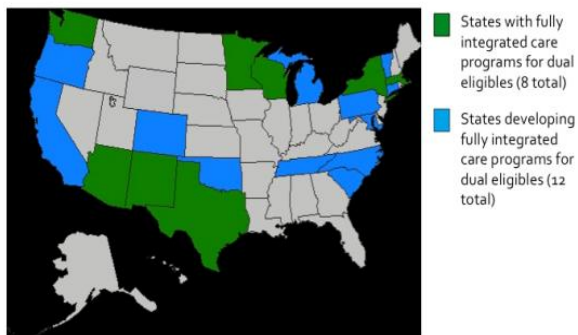 States with fully
integrated care
programs for dual
eligibles (8 total)
States developing
fully integrated
care programs for
dual eligibles (12
total)